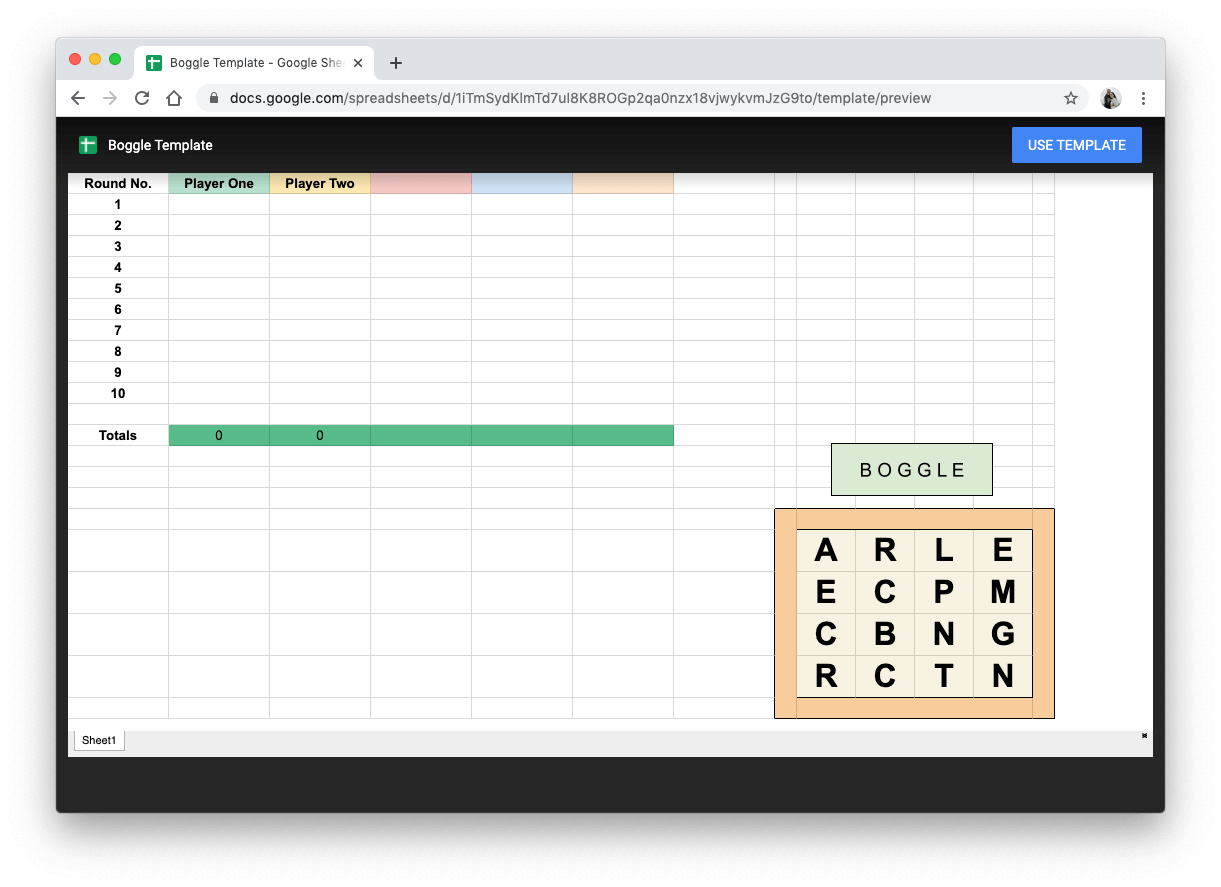 Boggle Template - Google She
docs.google.com/spreadsheets/d/1iTmSydKlmTd7ul8K8ROGp2qa0nzx18vjwykvmJzG9to/template/preview
Boggle Template
USE TEMPLATE
Round No. Player One Player Two
1
2
3
4
5
6
7
8
9
10
Totals 0 0
BOGGLE
A R L E
E C P M
C B N G
R C T N
Sheet1